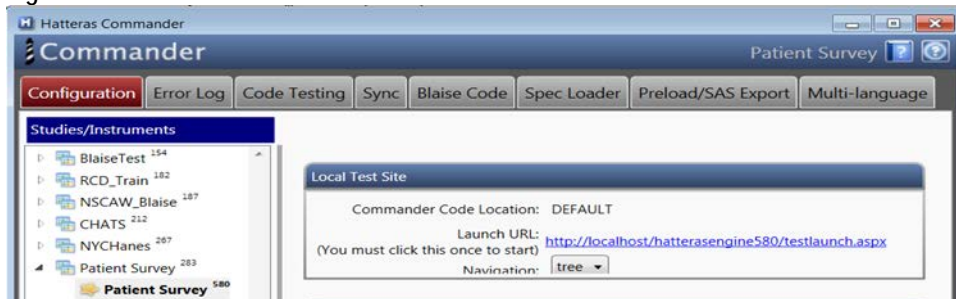 Hatteras Commander
Commander
Patient Survey
Configuration Error Log Code Testing Sync Blaise Code Spec Loader Preload/SAS Export Multi-language
Studies/Instruments
BlaiseTest 154
RCD_Train 182
NSCAW_Blaise 187
CHATS 212
NYCHanes 267
Patient Survey 283
Patient Survey 580
Local Test Site
Commander Code Location: DEFAULT
Launch URL:
(You must click this once to start) http://localhost/hatterasengine580/testlaunch.aspx
Navigation: tree